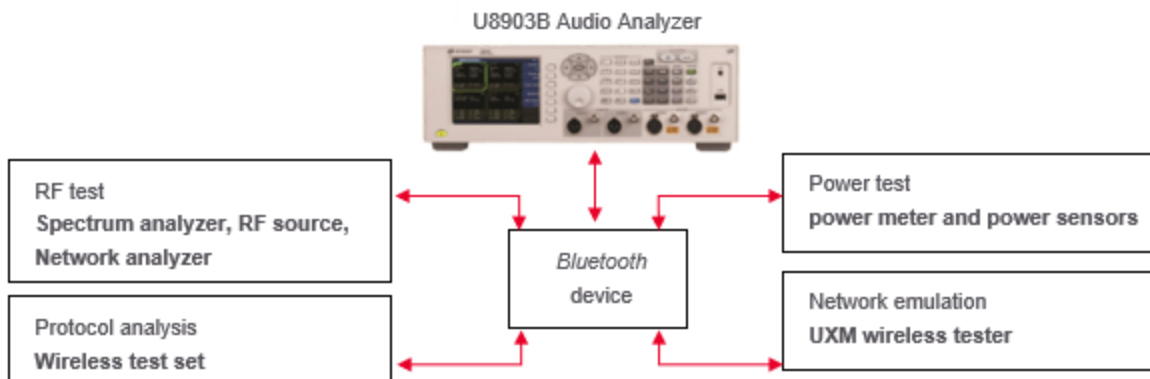 U8903B Audio Analyzer
RF test
Spectrum analyzer, RF source,
Network analyzer
Power test
power meter and power sensors
Bluetooth
device
Protocol analysis
Wireless test set
Network emulation
UXM wireless tester